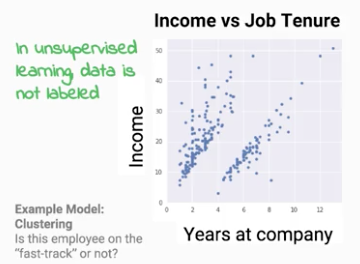 Income vs Job Tenure
In unsupervised
learning, data is
not labeled
Income
50
40
30
20
10
0
0 2 4 6 8 10 12
Years at company
Example Model:
Clustering
Is this employee on the
"fast-track" or not?